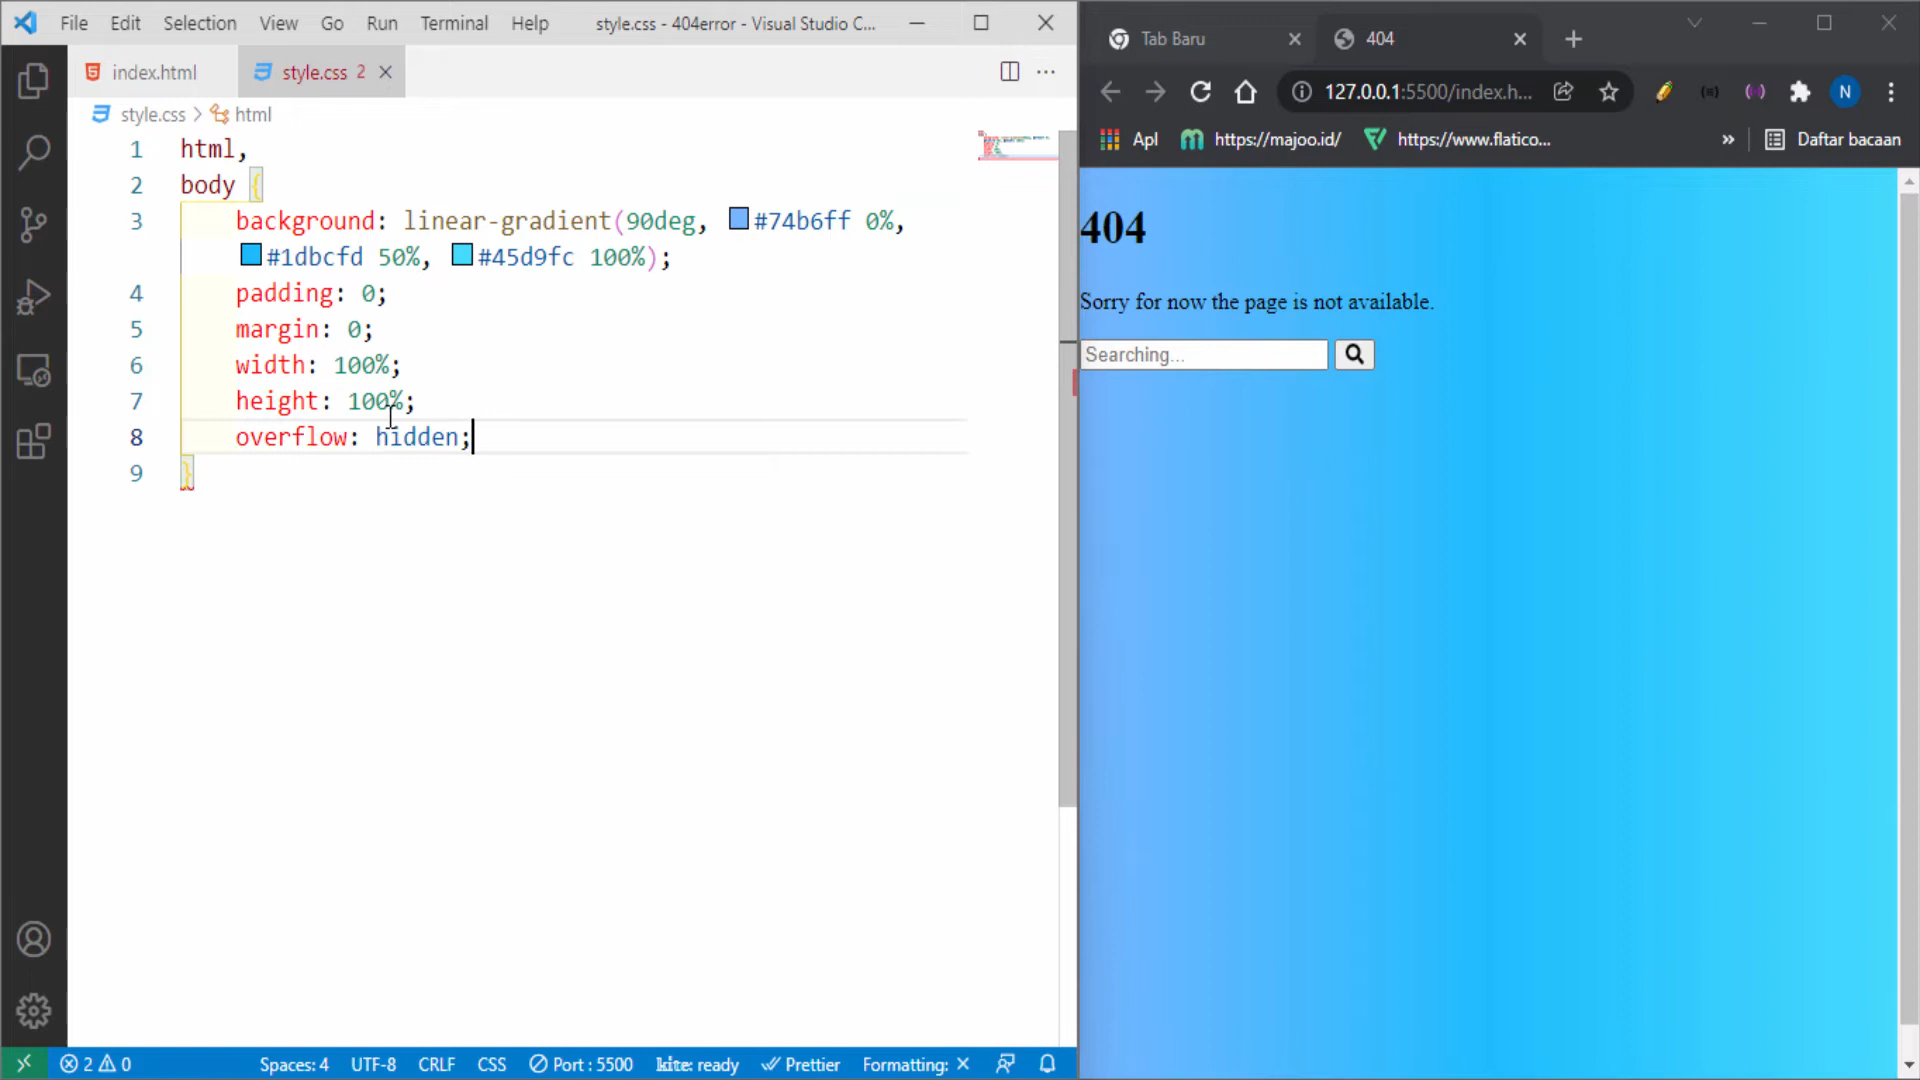 File Edit Selection View Go Run Terminal Help style.css - 404error - Visual Studio C...
index.html style.css 2
style.css > html
1 html,
2 body {
3 background: linear-gradient(90deg, #74b6ff 0%,
#1dbcfd 50%, #45d9fc 100%);
4 padding: 0;
5 margin: 0;
6 width: 100%;
7 height: 100%;
8 overflow: hidden;
9 }
2 0 Spaces: 4 UTF-8 CRLF CSS Port : 5500 kite: ready Prettier Formatting: ×
Tab Baru 404
127.0.0.1:5500/index.h... N
Apl https://majoo.id/ https://www.flatico... » Daftar bacaan
404
Sorry for now the page is not available.
Searching...